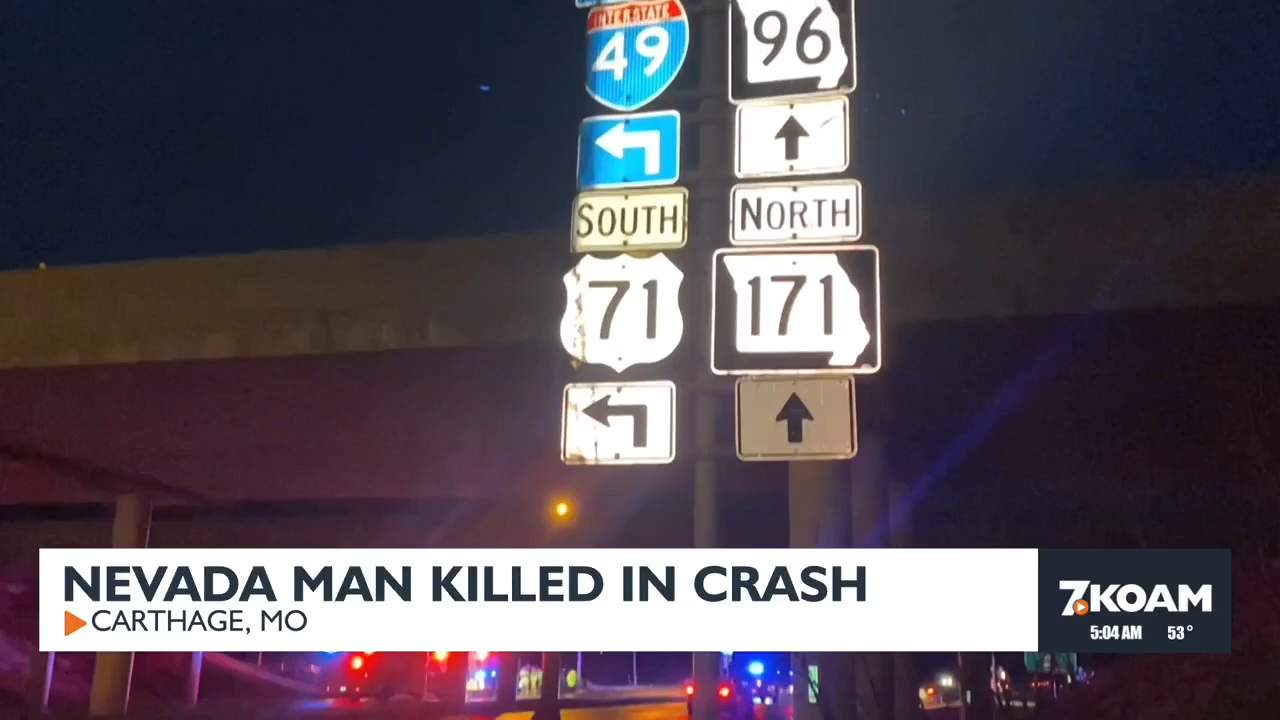 INTERSTATE
49
96
SOUTH
NORTH
71
171
NEVADA MAN KILLED IN CRASH
CARTHAGE, MO
7KOAM
5:04 AM 53°